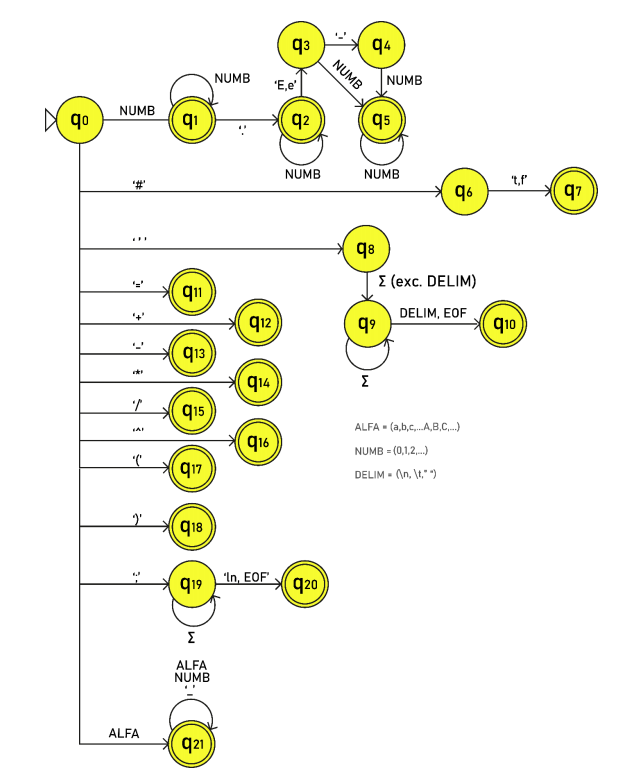 q3 '-' q4
NUMB 'E,e' NUMB NUMB
q0 NUMB q1 '.' q2 q5
NUMB NUMB
'#' q6 't,f' q7
' ' ' q8
Σ (exc. DELIM)
'=' q11
'+' q12 q9 DELIM, EOF q10
'-' q13
Σ
'*' q14
'/' q15
'^' q16
ALFA = (a,b,c,...A,B,C,...)
NUMB = (0,1,2,...)
'(' q17
DELIM = (\n, \t," ")
')' q18
';' q19 '\n, EOF' q20
Σ
ALFA
NUMB
'_'
ALFA q21